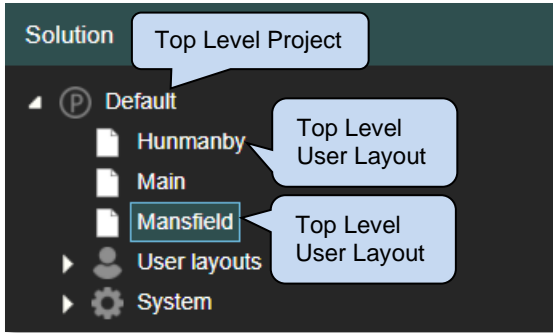 Solution
Top Level Project
P Default
Hunmanby
Top Level
User Layout
Main
Mansfield
Top Level
User Layout
User layouts
System